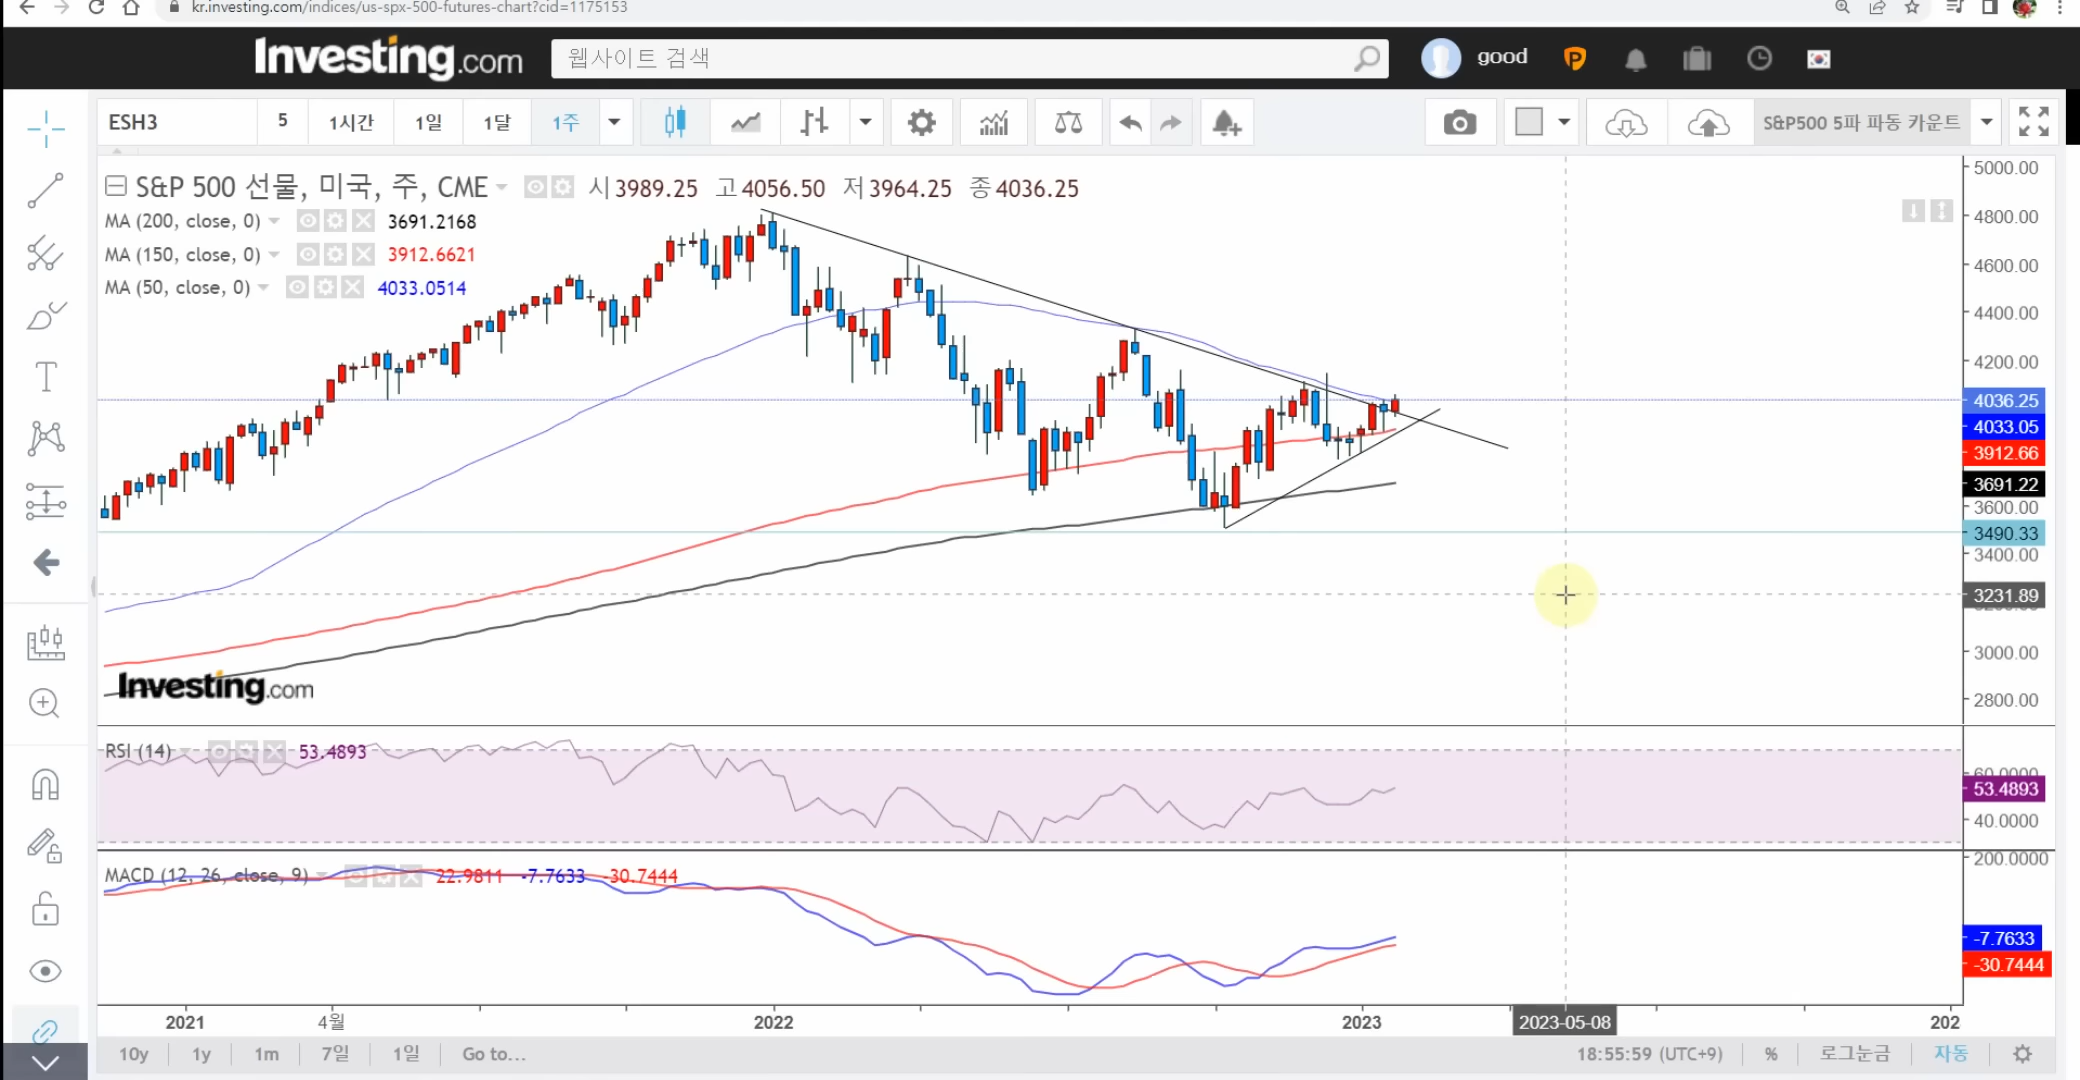 kr.investing.com/indices/us-spx-500-futures-chart?cid=1175153
Investing.com 웹사이트 검색 good P
ESH3 5 1시간 1일 1달 1주 S&P500 5파 파동 카운트
S&P 500 선물, 미국, 주, CME 시 3989.25 고 4056.50 저 3964.25 종 4036.25
MA (200, close, 0) 3691.2168
MA (150, close, 0) 3912.6621
MA (50, close, 0) 4033.0514
5000.00
4800.00
4600.00
4400.00
4200.00
4036.25
4033.05
3912.66
3691.22
3600.00
3490.33
3400.00
3231.89
3000.00
2800.00
Investing.com
RSI (14) 53.4893
60.0000
53.4893
40.0000
MACD (12, 26, close, 9) 22.9811 -7.7633 -30.7444
200.0000
-7.7633
-30.7444
2021 4월 2022 2023 2023-05-08 202
10y 1y 1m 7일 1일 Go to... 18:55:59 (UTC+9) % 로그눈금 자동